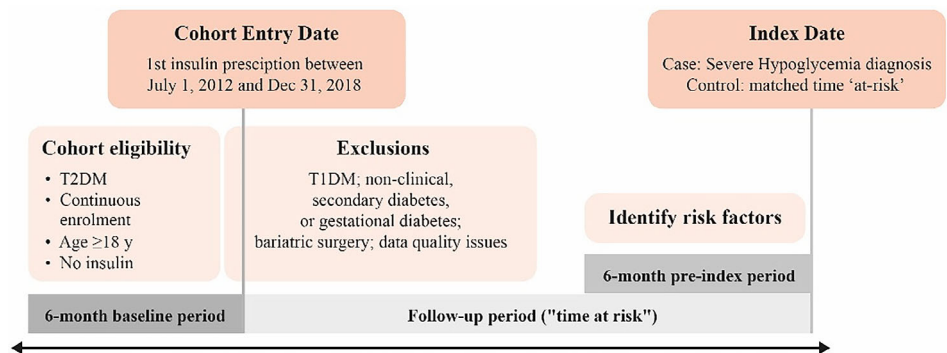 Cohort Entry Date
1st insulin presciption between
July 1, 2012 and Dec 31, 2018
Index Date
Case: Severe Hypoglycemia diagnosis
Control: matched time ‘at-risk’
Cohort eligibility
• T2DM
• Continuous
enrolment
• Age ≥18 y
• No insulin
Exclusions
T1DM; non-clinical,
secondary diabetes,
or gestational diabetes;
bariatric surgery; data quality issues
Identify risk factors
6-month pre-index period
6-month baseline period
Follow-up period ("time at risk")